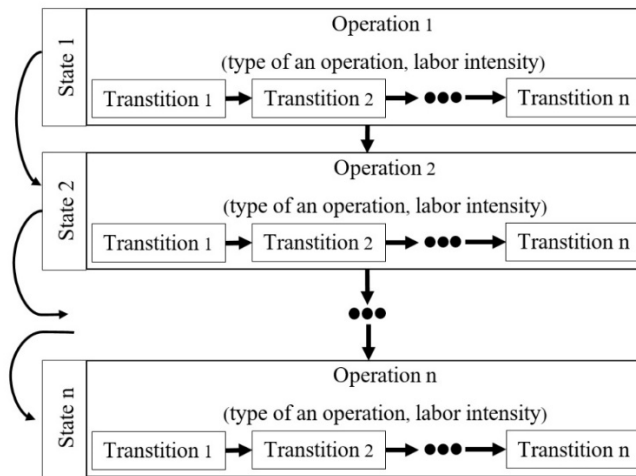 State 1
Operation 1
(type of an operation, labor intensity)
Transtition 1
Transtition 2
Transtition n
State 2
Operation 2
(type of an operation, labor intensity)
Transtition 1
Transtition 2
Transtition n
State n
Operation n
(type of an operation, labor intensity)
Transtition 1
Transtition 2
Transtition n